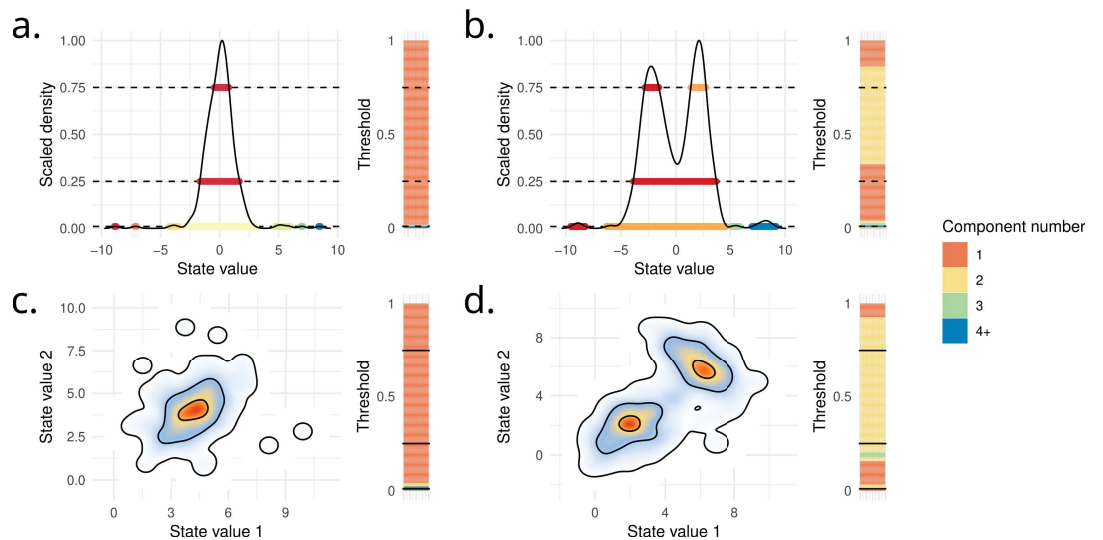 a.
Scaled density
1.00
0.75
0.50
0.25
0.00
−10 −5 0 5 10
State value
Threshold
1
0.5
0
b.
Scaled density
1.00
0.75
0.50
0.25
0.00
−10 −5 0 5 10
State value
Threshold
1
0.5
0
Component number
1
2
3
4+
c.
State value 2
10.0
7.5
5.0
2.5
0.0
0 3 6 9
State value 1
Threshold
1
0.5
0
d.
State value 2
8
4
0
0 4 8
State value 1
Threshold
1
0.5
0